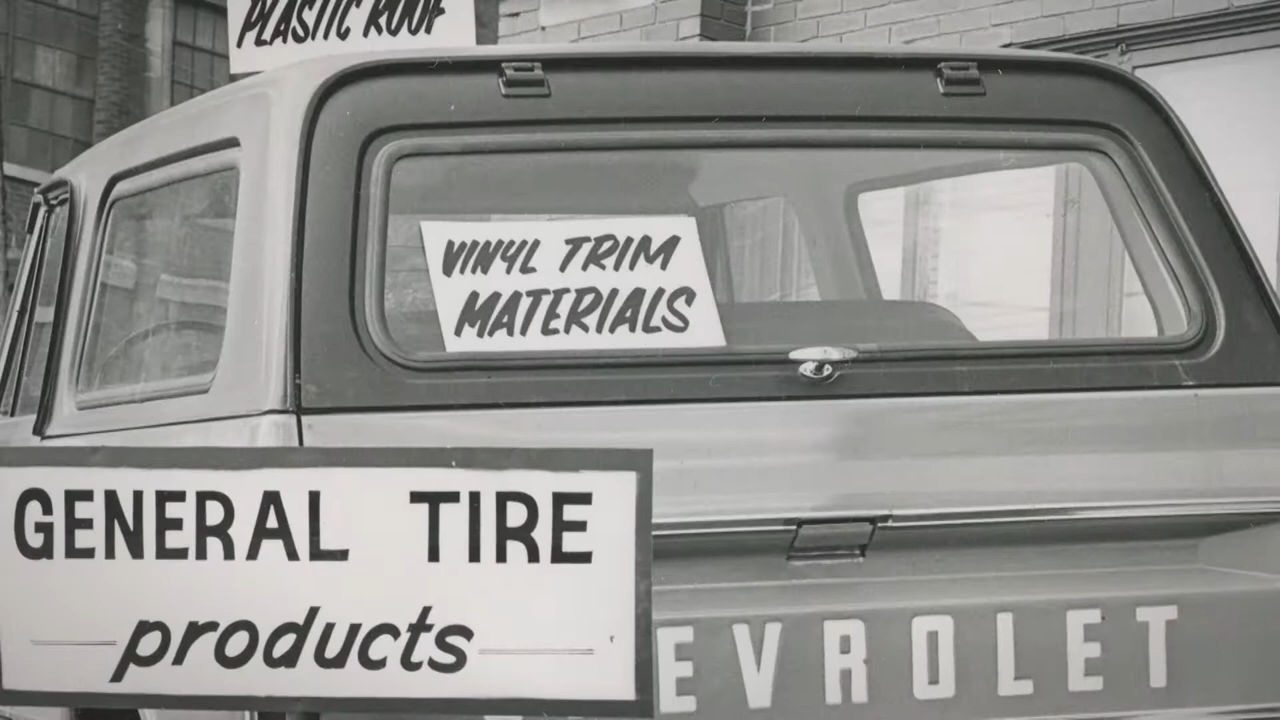 PLASTIC ROOF
VINYL TRIM
MATERIALS
GENERAL TIRE
products
EVROLET